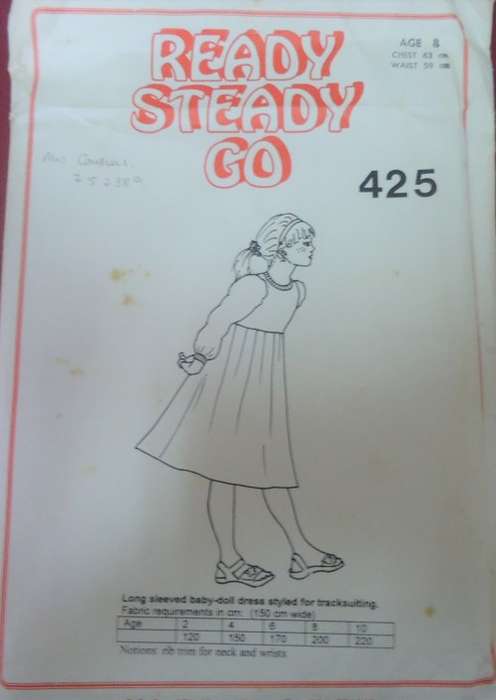 READY
STEADY
GO
AGE 8
CHEST 63 cm
WAIST 59 cm
425
Long sleeved baby-doll dress styled for tracksuiting.
Fabric requirements in cm: (150 cm wide)
Age 2 4 6 8 10
120 150 170 200 220
Notions: rib trim for neck and wrists